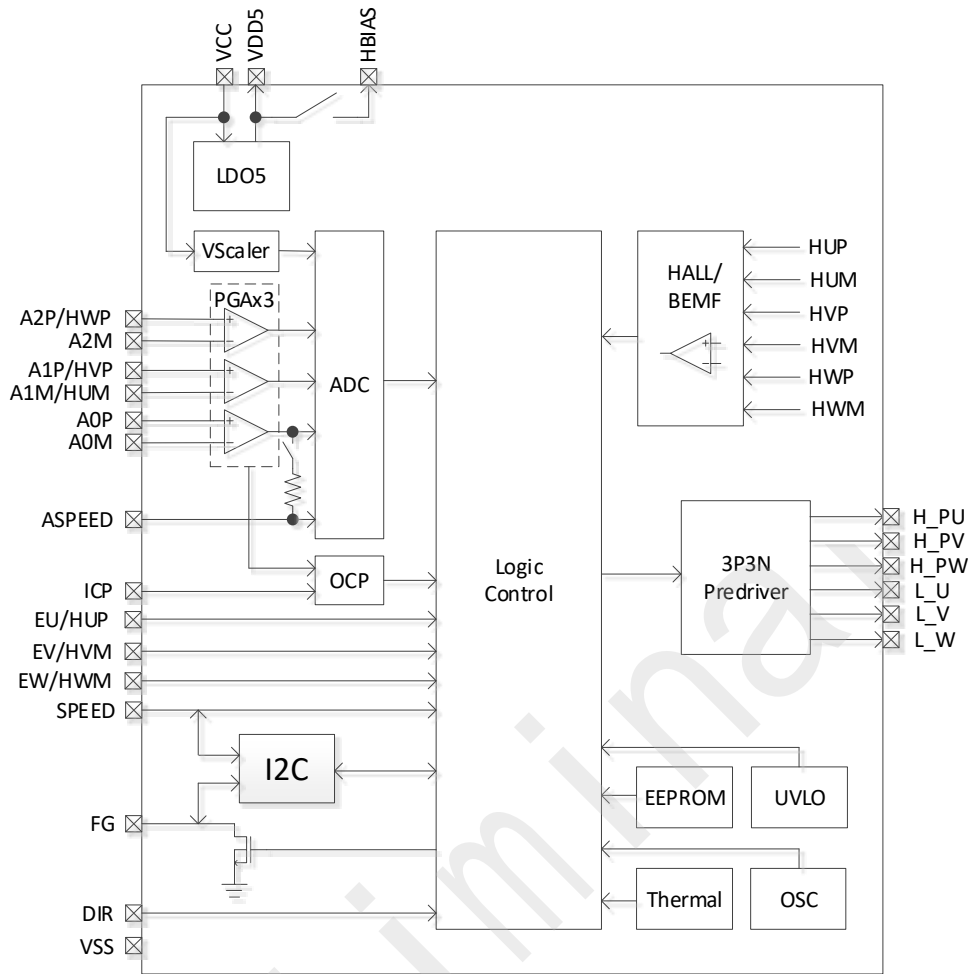 VCC
VDD5
HBIAS
LDO5
VScaler
PGAx3
A2P/HWP
A2M
A1P/HVP
A1M/HUM
A0P
A0M
ASPEED
ADC
OCP
ICP
EU/HUP
EV/HVM
EW/HWM
SPEED
I2C
FG
DIR
VSS
Logic
Control
HALL/
BEMF
HUP
HUM
HVP
HVM
HWP
HWM
3P3N
Predriver
H_PU
H_PV
H_PW
L_U
L_V
L_W
EEPROM
UVLO
Thermal
OSC
iminar